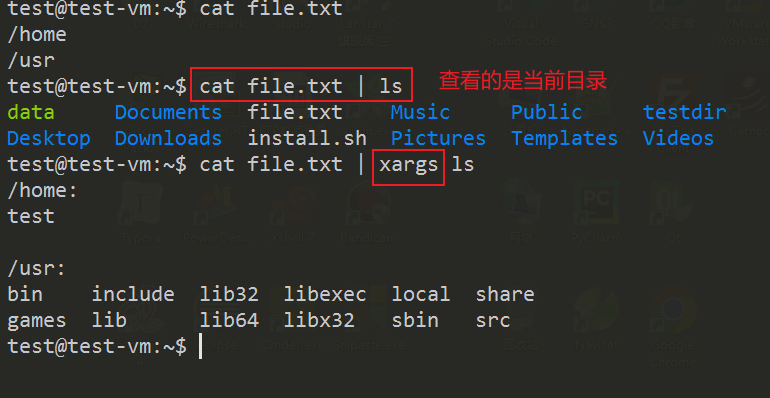 test@test-vm:~$ cat file.txt
/home
/usr
test@test-vm:~$ cat file.txt | ls 查看的是当前目录
data Documents file.txt Music Public testdir
Desktop Downloads install.sh Pictures Templates Videos
test@test-vm:~$ cat file.txt | xargs ls
/home:
test
/usr:
bin include lib32 libexec local share
games lib lib64 libx32 sbin src
test@test-vm:~$